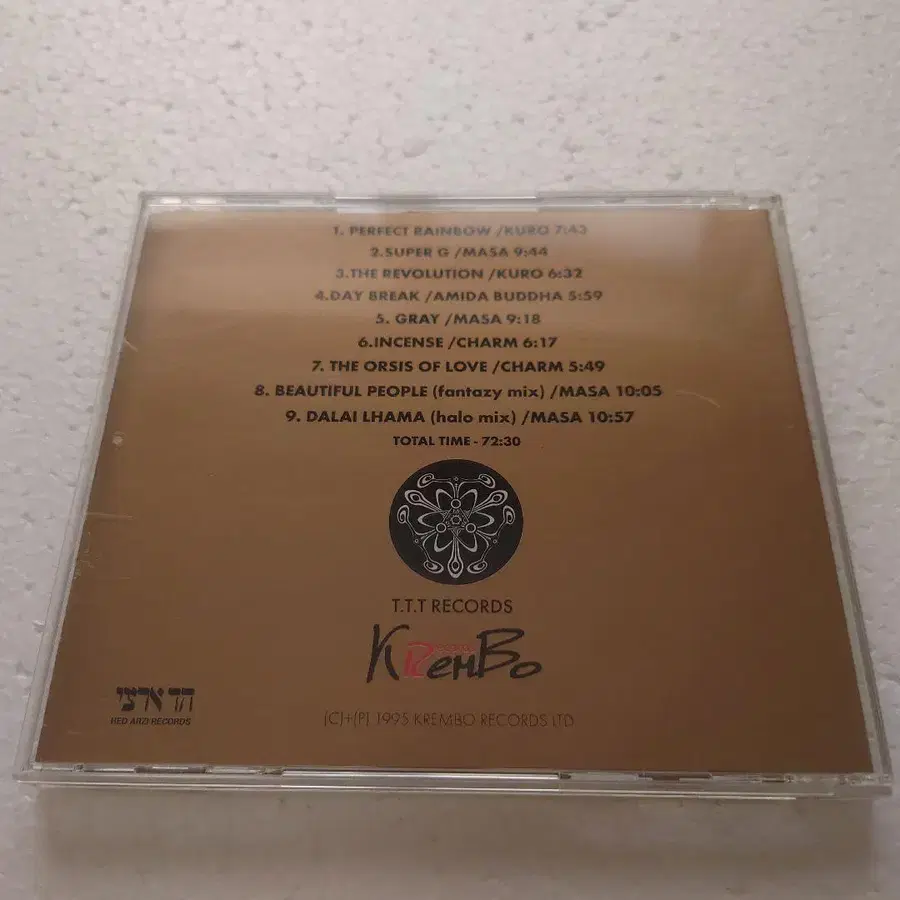 1. PERFECT RAINBOW /KURO 7:43
2.SUPER G /MASA 9:44
3.THE REVOLUTION /KURO 6:32
4.DAY BREAK /AMIDA BUDDHA 5:59
5. GRAY /MASA 9:18
6.INCENSE /CHARM 6:17
7. THE ORSIS OF LOVE /CHARM 5:49
8. BEAUTIFUL PEOPLE (fantazy mix) /MASA 10:05
9. DALAI LHAMA (halo mix) /MASA 10:57
TOTAL TIME - 72:30
T.T.T RECORDS
KREMBO
הד ארצי
HED ARZI RECORDS
(C)+(P) 1995 KREMBO RECORDS LTD